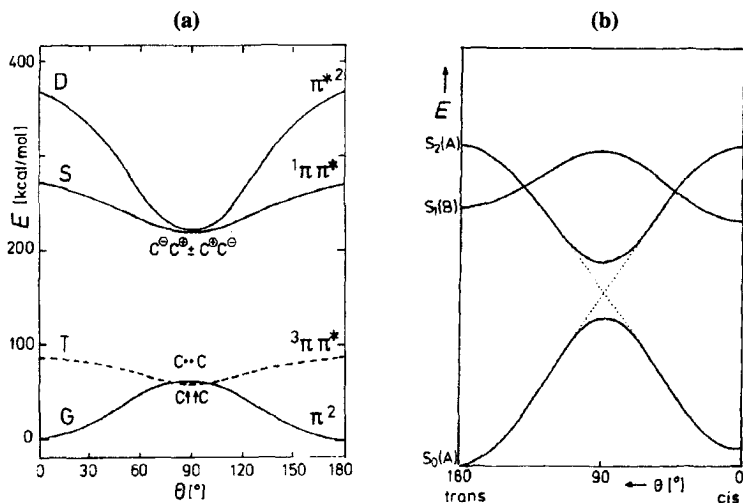 (a)
400
300
200
100
0
E [kcal/mol]
D
S
T
G
π*²
¹ππ*
C⊖C⊕ ± C⊕C⊖
³ππ*
C••C
C↑↑C
π²
0 30 60 90 120 150 180
θ [°]
(b)
↑
E
S₂(A)
S₁(B)
S₀(A)
180 90 0
trans ← θ [°] cis